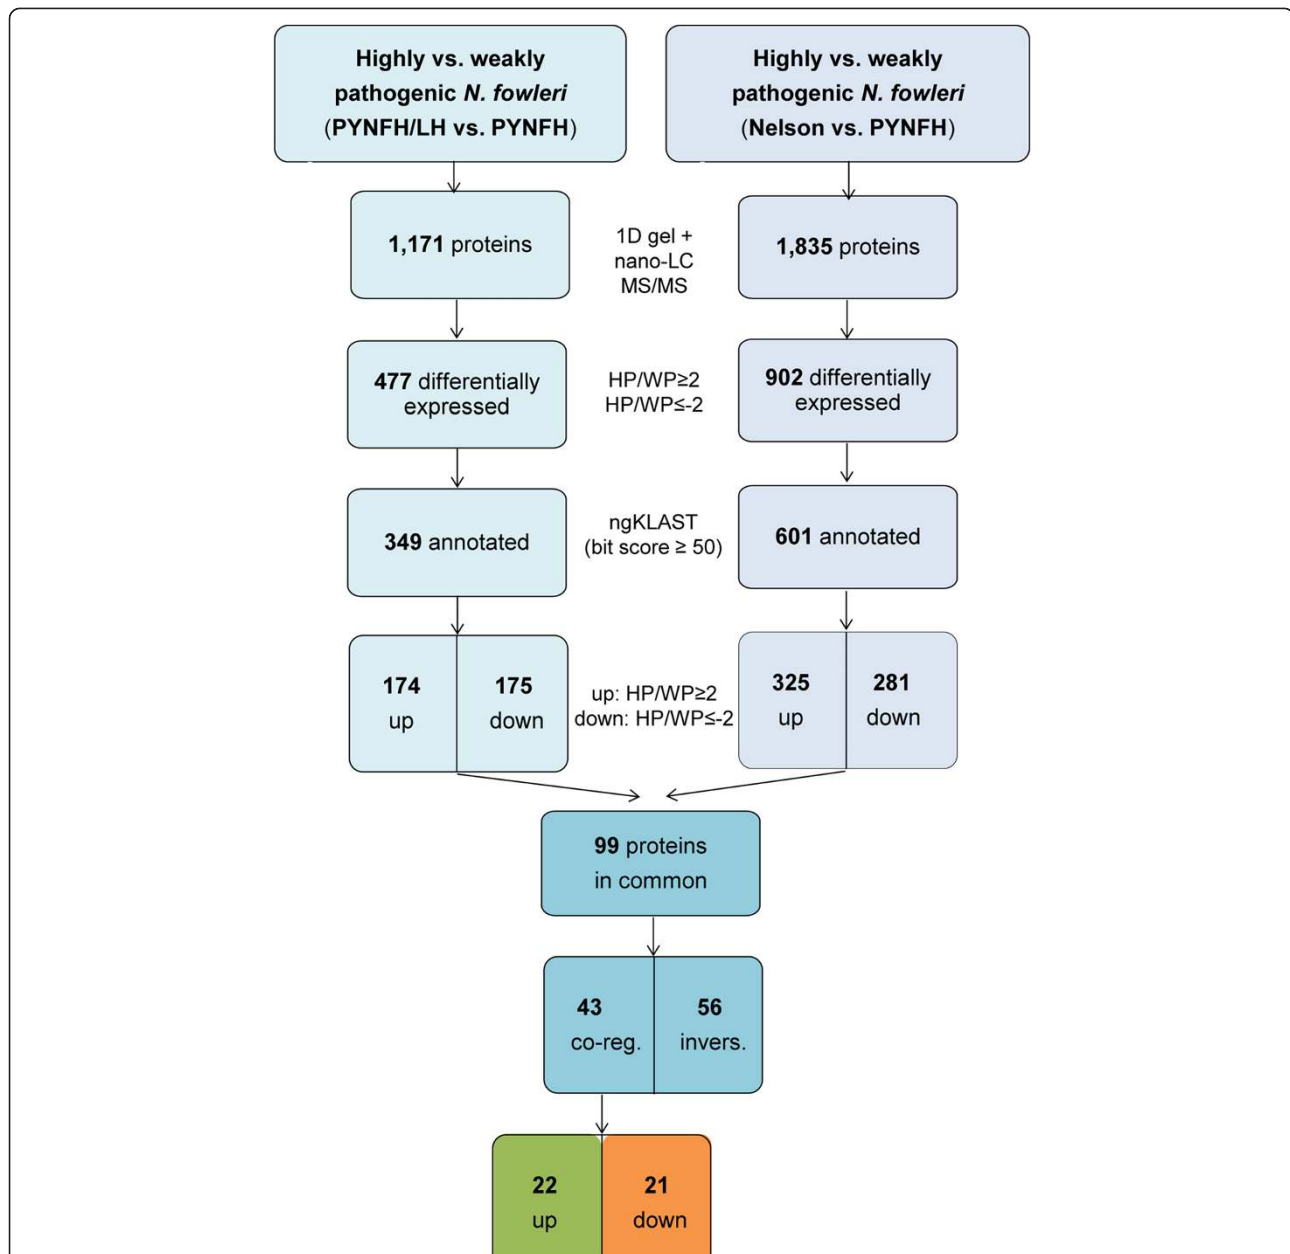 Highly vs. weakly
pathogenic N. fowleri
(PYNFH/LH vs. PYNFH)
Highly vs. weakly
pathogenic N. fowleri
(Nelson vs. PYNFH)
1,171 proteins
1D gel +
nano-LC
MS/MS
1,835 proteins
477 differentially
expressed
HP/WP≥2
HP/WP≤-2
902 differentially
expressed
349 annotated
ngKLAST
(bit score ≥ 50)
601 annotated
174
up
175
down
up: HP/WP≥2
down: HP/WP≤-2
325
up
281
down
99 proteins
in common
43
co-reg.
56
invers.
22
up
21
down